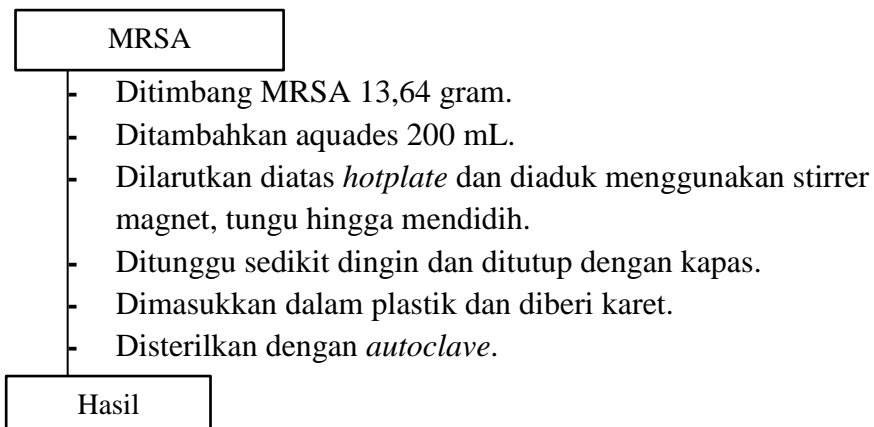 MRSA
- Ditimbang MRSA 13,64 gram.
- Ditambahkan aquades 200 mL.
- Dilarutkan diatas hotplate dan diaduk menggunakan stirrer
magnet, tungu hingga mendidih.
- Ditunggu sedikit dingin dan ditutup dengan kapas.
- Dimasukkan dalam plastik dan diberi karet.
- Disterilkan dengan autoclave.
Hasil